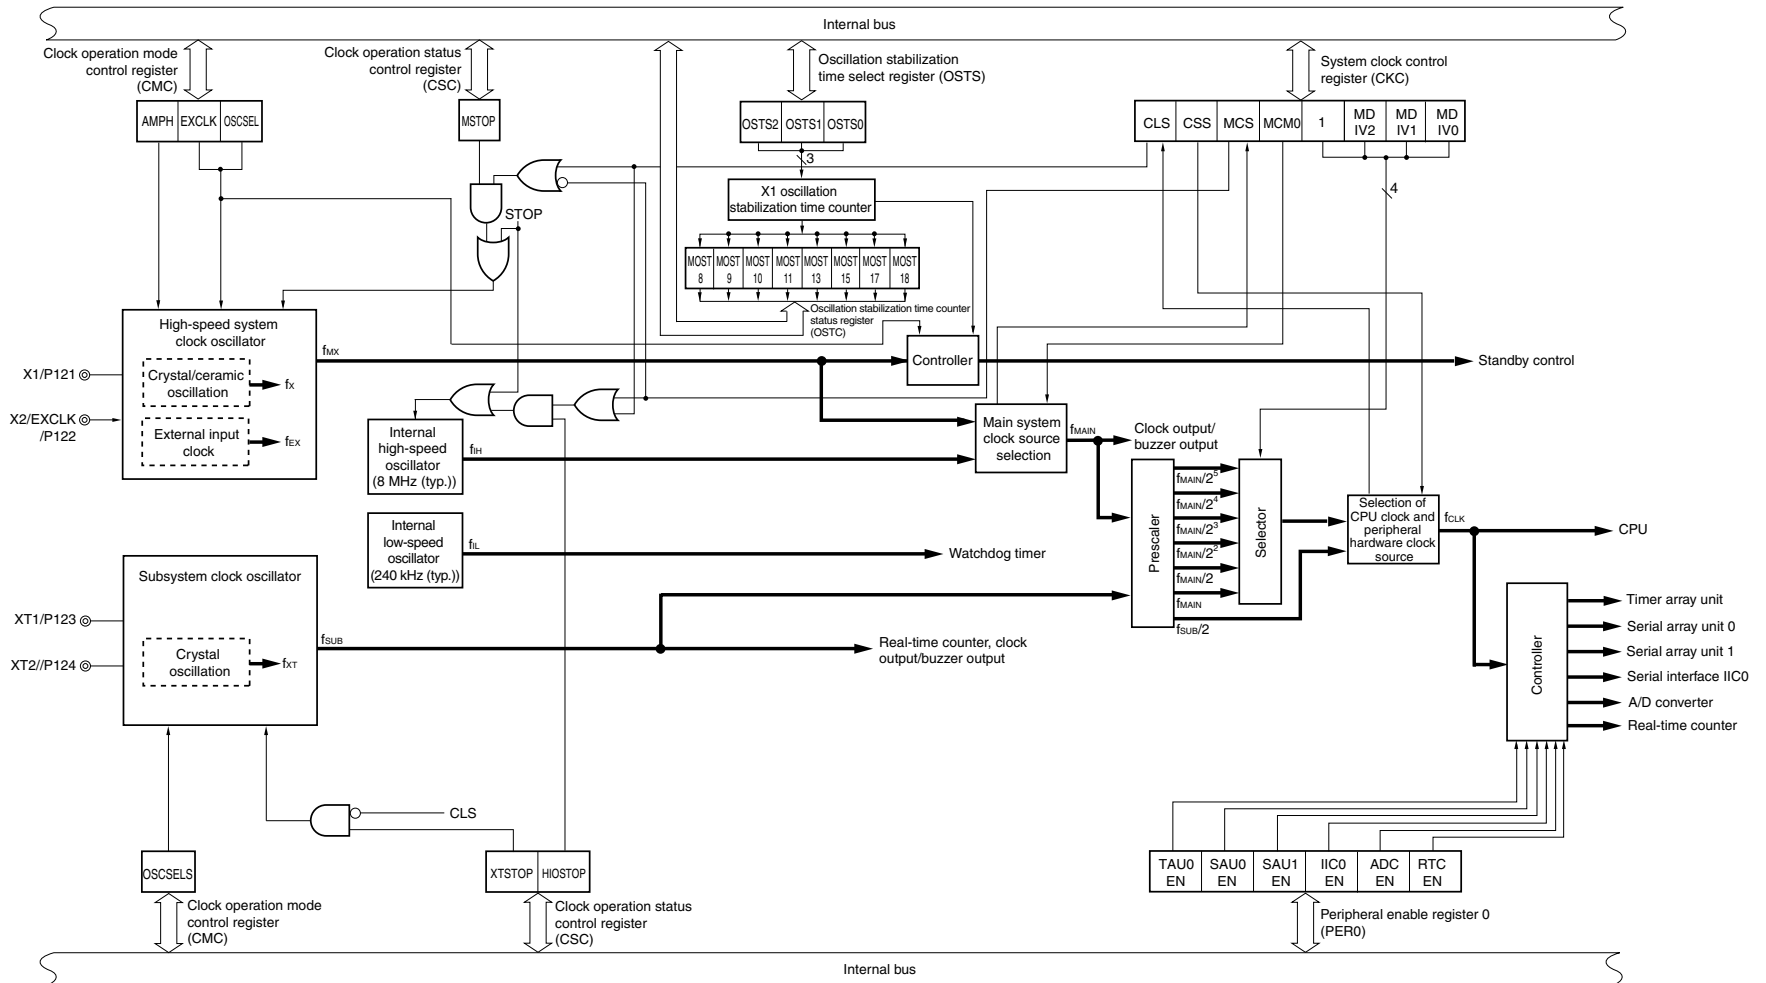 Internal bus
Clock operation mode
control register
(CMC)
Clock operation status
control register
(CSC)
Oscillation stabilization
time select register (OSTS)
System clock control
register (CKC)
AMPH EXCLK OSCSEL
MSTOP
OSTS2 OSTS1 OSTS0
CLS CSS MCS MCM0 1 MD IV2 MD IV1 MD IV0
3
4
X1 oscillation
stabilization time counter
STOP
MOST 8 MOST 9 MOST 10 MOST 11 MOST 13 MOST 15 MOST 17 MOST 18
Oscillation stabilization time counter
status register
(OSTC)
High-speed system
clock oscillator
fMX
Controller
Standby control
X1/P121
Crystal/ceramic
oscillation
fX
X2/EXCLK
/P122
External input
clock
fEX
Internal
high-speed
oscillator
(8 MHz (typ.))
fIH
Main system
clock source
selection
fMAIN
Clock output/
buzzer output
Prescaler
fMAIN/2⁵
fMAIN/2⁴
fMAIN/2³
fMAIN/2²
fMAIN/2
fMAIN
fSUB/2
Selector
Selection of
CPU clock and
peripheral
hardware clock
source
fCLK
CPU
Internal
low-speed
oscillator
(240 kHz (typ.))
fIL
Watchdog timer
Subsystem clock oscillator
XT1/P123
XT2//P124
Crystal
oscillation
fXT
fSUB
Real-time counter, clock
output/buzzer output
Controller
Timer array unit
Serial array unit 0
Serial array unit 1
Serial interface IIC0
A/D converter
Real-time counter
CLS
OSCSELS
XTSTOP HIOSTOP
TAU0 EN SAU0 EN SAU1 EN IIC0 EN ADC EN RTC EN
Clock operation mode
control register
(CMC)
Clock operation status
control register
(CSC)
Peripheral enable register 0
(PER0)
Internal bus